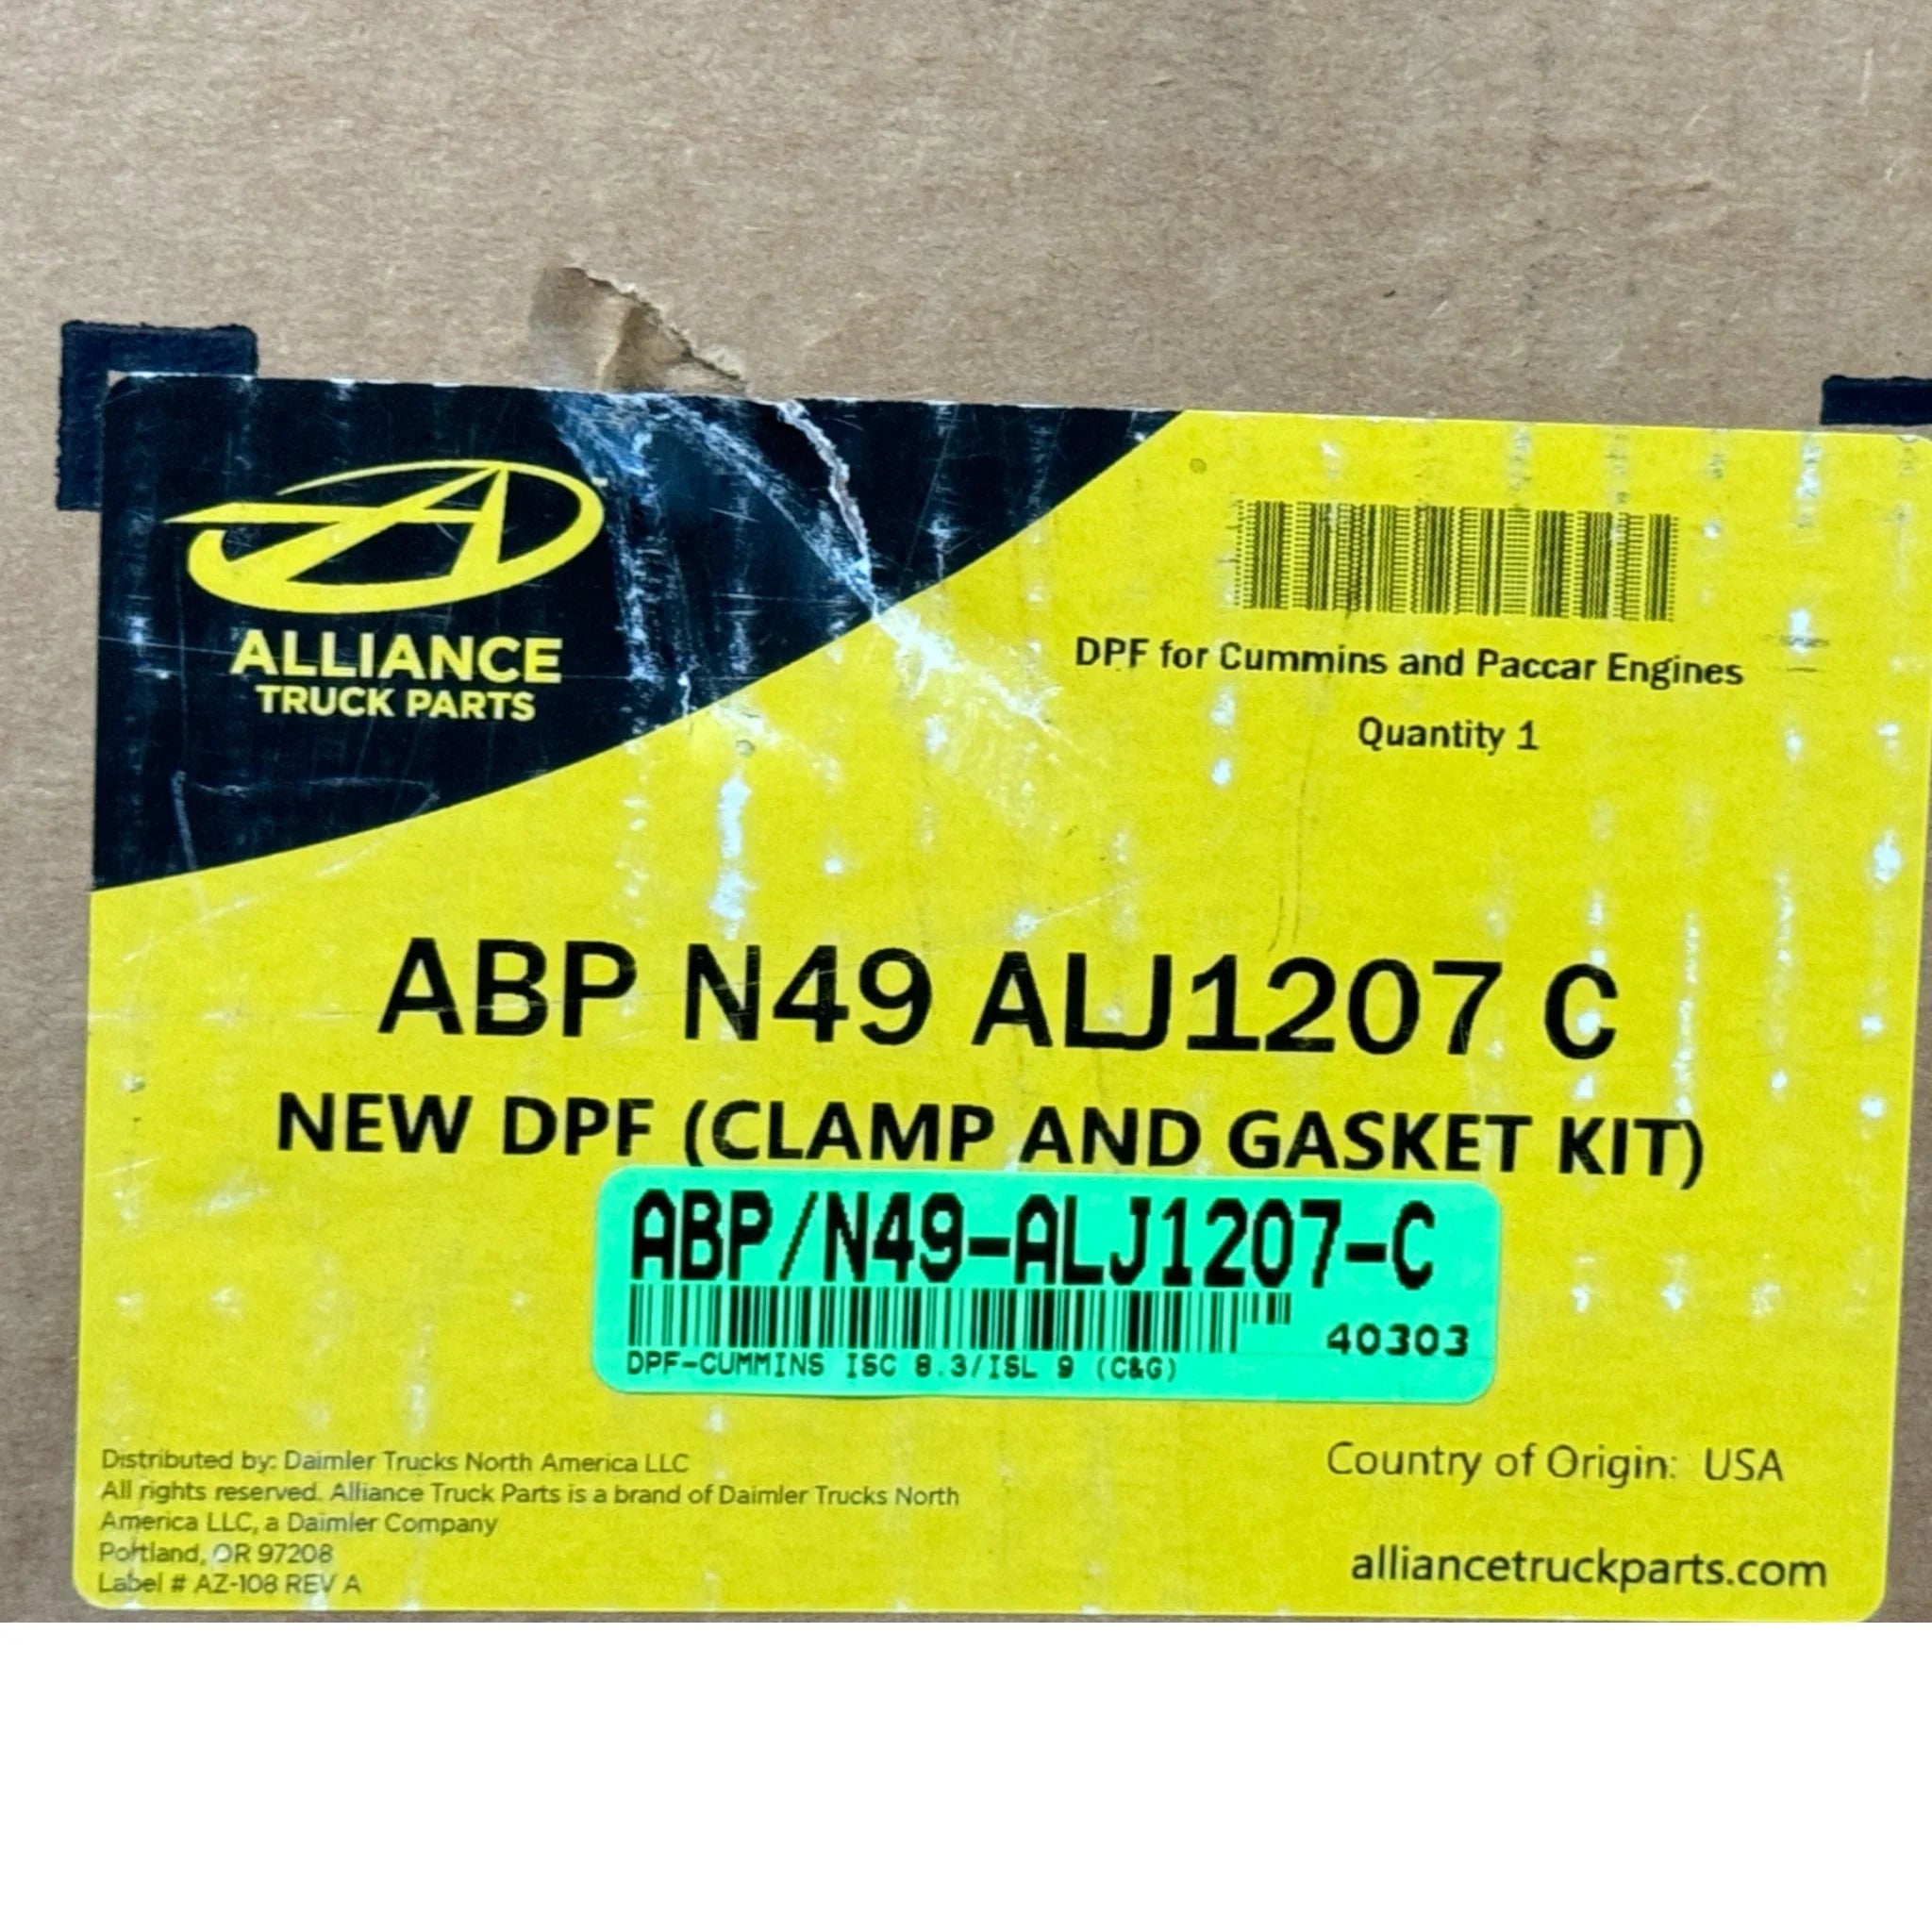 ALLIANCE
TRUCK PARTS
DPF for Cummins and Paccar Engines
Quantity 1
ABP N49 ALJ1207 C
NEW DPF (CLAMP AND GASKET KIT)
ABP/N49-ALJ1207-C
40303
DPF-CUMMINS ISC 8.3/ISL 9 (C&G)
Distributed by: Daimler Trucks North America LLC
All rights reserved. Alliance Truck Parts is a brand of Daimler Trucks North
America LLC, a Daimler Company
Portland, OR 97208
Label # AZ-108 REV A
Country of Origin: USA
alliancetruckparts.com